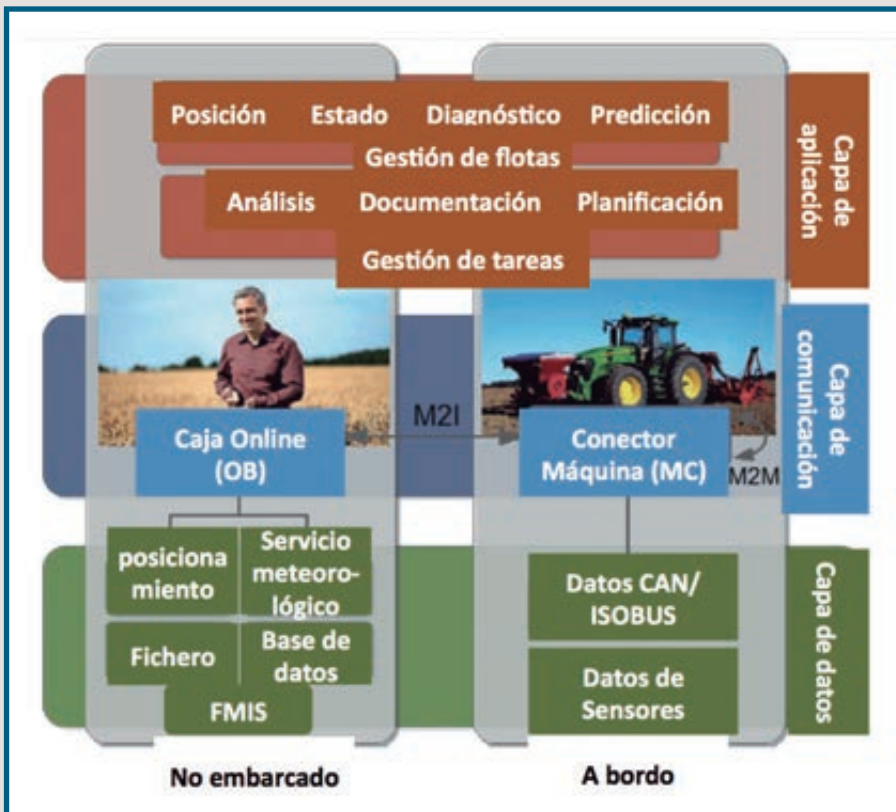 Posición Estado Diagnóstico Predicción
Gestión de flotas
Análisis Documentación Planificación
Gestión de tareas
Capa de
aplicación
M2I
Caja Online
(OB)
Conector
Máquina (MC)
M2M
Capa de
comunicación
posiciona
miento
Servicio
meteoro-
lógico
Fichero
Base de
datos
FMIS
Datos CAN/
ISOBUS
Datos de
Sensores
Capa de datos
No embarcado
A bordo